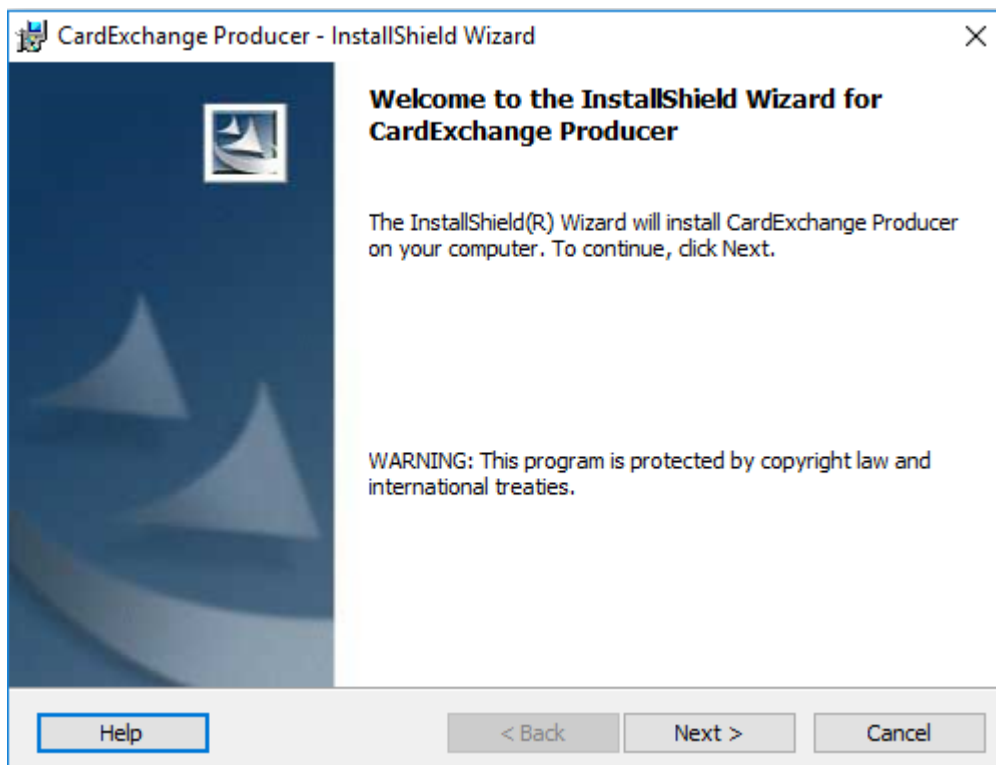 CardExchange Producer - InstallShield Wizard
Welcome to the InstallShield Wizard for
CardExchange Producer
The InstallShield(R) Wizard will install CardExchange Producer
on your computer. To continue, click Next.
WARNING: This program is protected by copyright law and
international treaties.
Help
< Back
Next >
Cancel